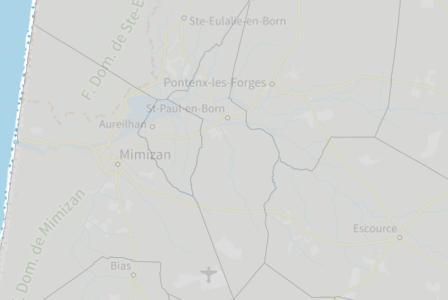 Ste-Eulalie-en-Born
F. Dom. de Ste-E
Pontenx-les-Forges
St-Paul-en-Born
Aureilhan
Mimizan
Escource
F. Dom. de Mimizan
Bias